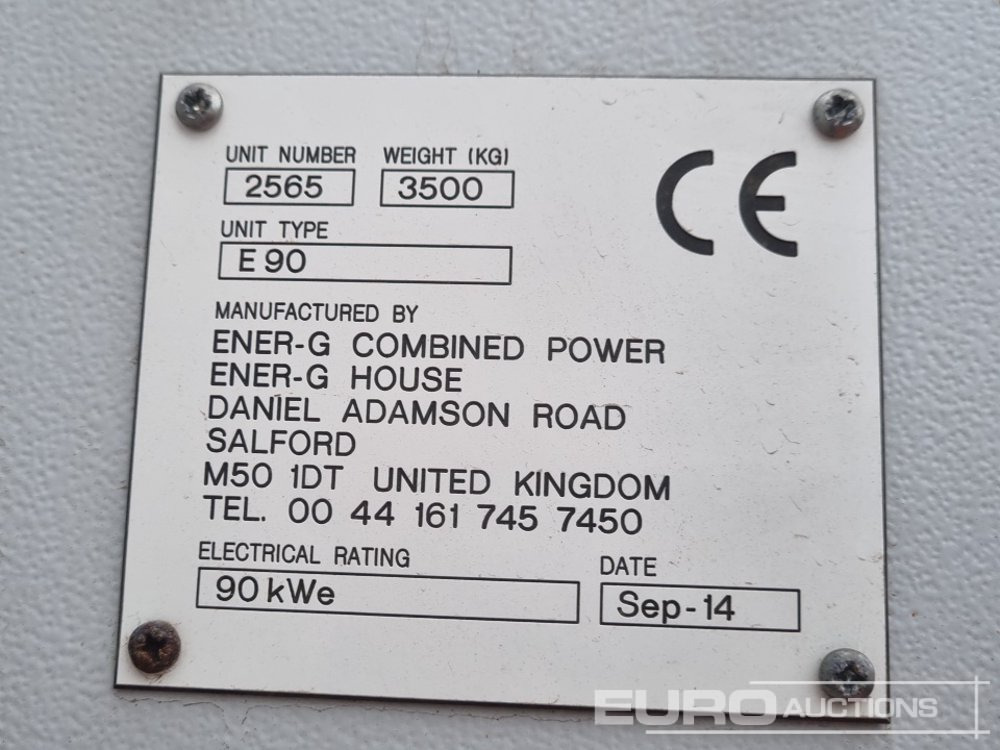 UNIT NUMBER WEIGHT (KG)
2565 3500
CE
UNIT TYPE
E 90
MANUFACTURED BY
ENER-G COMBINED POWER
ENER-G HOUSE
DANIEL ADAMSON ROAD
SALFORD
M50 1DT UNITED KINGDOM
TEL. 00 44 161 745 7450
ELECTRICAL RATING DATE
90 kWe Sep-14
EURO AUCTIONS